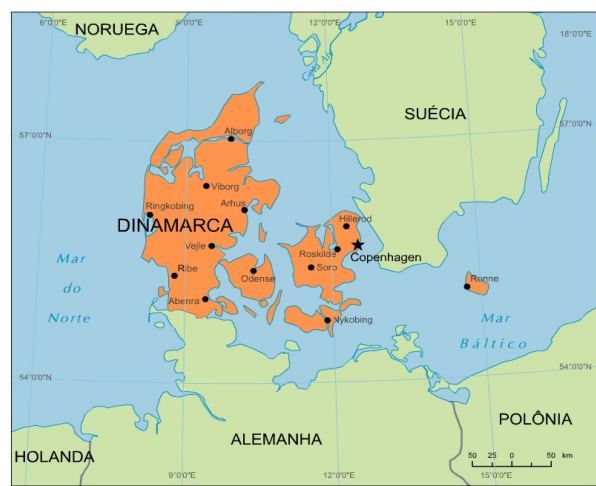 NORUEGA
9°0'0"E
12°0'0"E
15°0'0"E
18°0'0"E
Gota Alv
SUÉCIA
57°0'0"N
57°0'0"N
Alborg
Viborg
Ringkobing
Arhus
DINAMARCA
Hillerod
Vejle
Roskilde
Copenhagen
Mar
do
Norte
Ribe
Odense
Soro
Ronne
Abenra
Nykobing
Mar
Báltico
54°0'0"N
54°0'0"N
POLÔNIA
HOLANDA
ALEMANHA
50 25 0 50 km
9°0'0"E
12°0'0"E
15°0'0"E